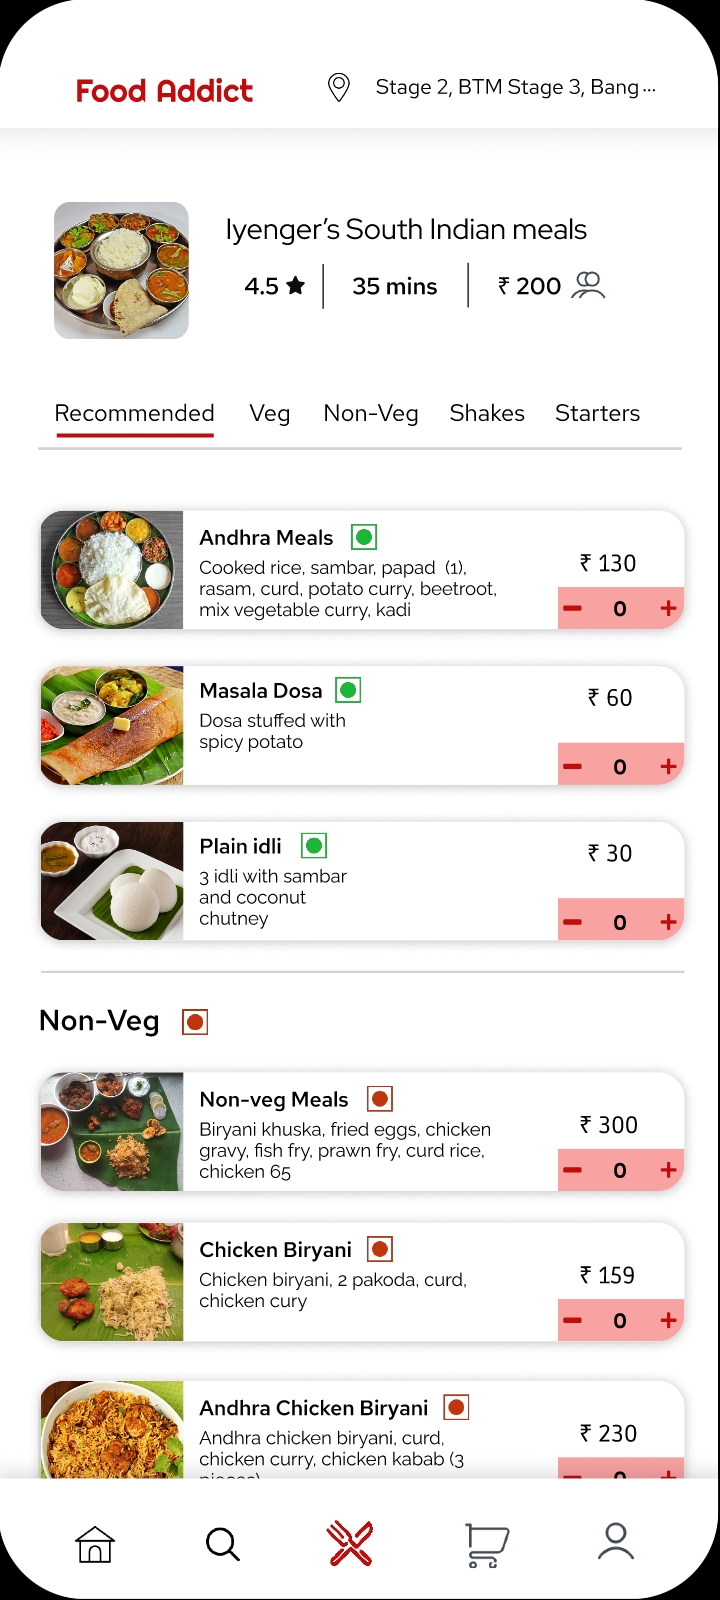 Food Addict
Stage 2, BTM Stage 3, Bang...
Iyenger's South Indian meals
4.5 ★ 35 mins ₹ 200
Recommended Veg Non-Veg Shakes Starters
Andhra Meals
Cooked rice, sambar, papad (1),
rasam, curd, potato curry, beetroot,
mix vegetable curry, kadi
₹ 130
− 0 +
Masala Dosa
Dosa stuffed with
spicy potato
₹ 60
− 0 +
Plain idli
3 idli with sambar
and coconut
chutney
₹ 30
− 0 +
Non-Veg
Non-veg Meals
Biryani khuska, fried eggs, chicken
gravy, fish fry, prawn fry, curd rice,
chicken 65
₹ 300
− 0 +
Chicken Biryani
Chicken biryani, 2 pakoda, curd,
chicken cury
₹ 159
− 0 +
Andhra Chicken Biryani
Andhra chicken biryani, curd,
chicken curry, chicken kabab (3
pieces)
₹ 230
− 0 +